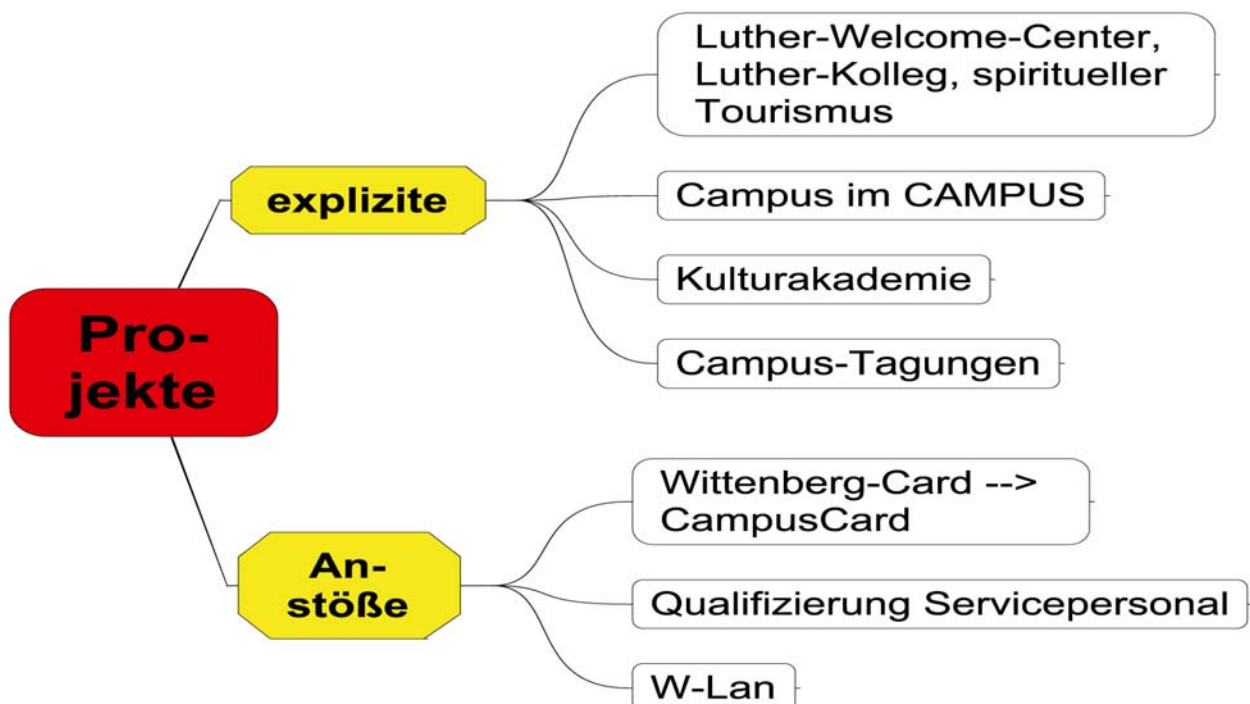 Pro-
jekte
explizite
Luther-Welcome-Center,
Luther-Kolleg, spiritueller
Tourismus
Campus im CAMPUS
Kulturakademie
Campus-Tagungen
An-
stöße
Wittenberg-Card -->
CampusCard
Qualifizierung Servicepersonal
W-Lan